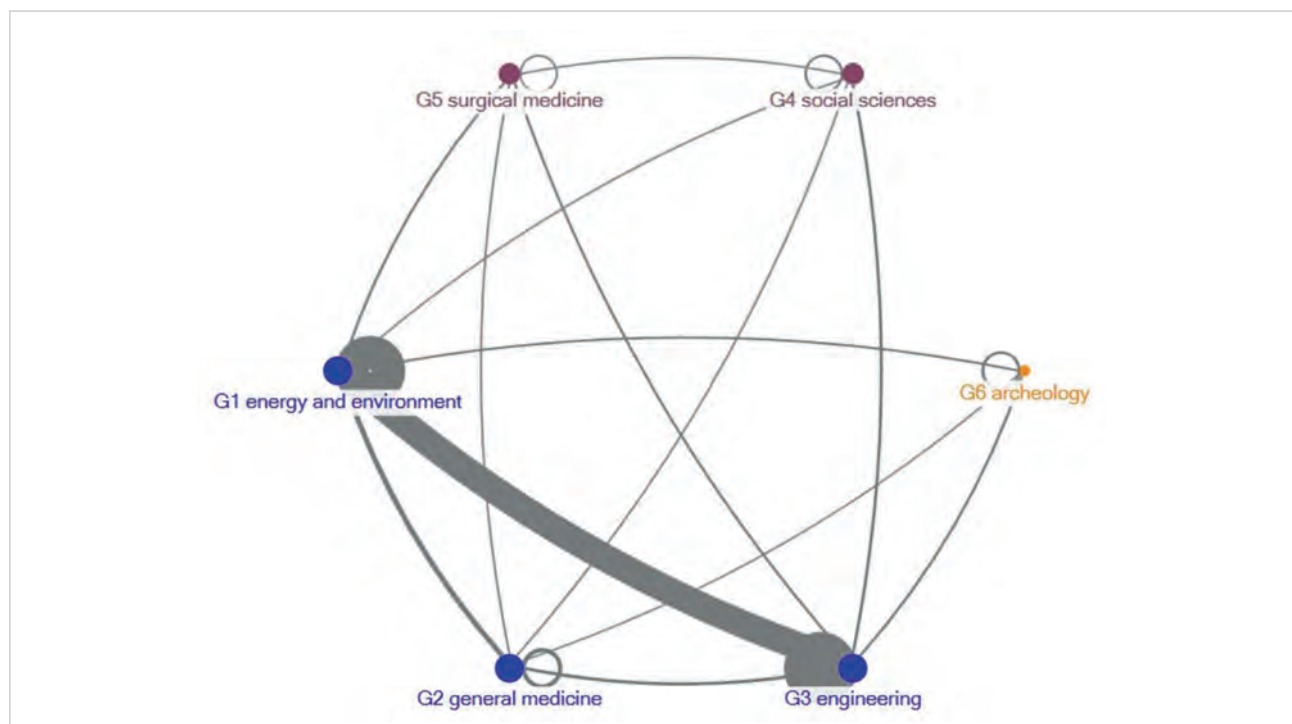 G5 surgical medicine
G4 social sciences
G1 energy and environment
G6 archeology
G2 general medicine
G3 engineering